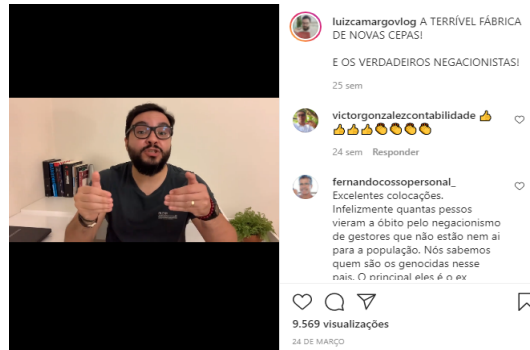 luizcamargovlog A TERRÍVEL FÁBRICA
DE NOVAS CEPAS!
E OS VERDADEIROS NEGACIONISTAS!
25 sem
victorgonzalezcontabilidade 👍
👍👍👍👏👏👏👏
24 sem Responder
fernandocossopersonal_
Excelentes colocações.
Infelizmente quantas pessos
vieram a óbito pelo negacionismo
de gestores que não estão nem ai
para a população. Nós sabemos
quem são os genocidas nesse
pais. O principal eles é o ex
9.569 visualizações
24 DE MARÇO